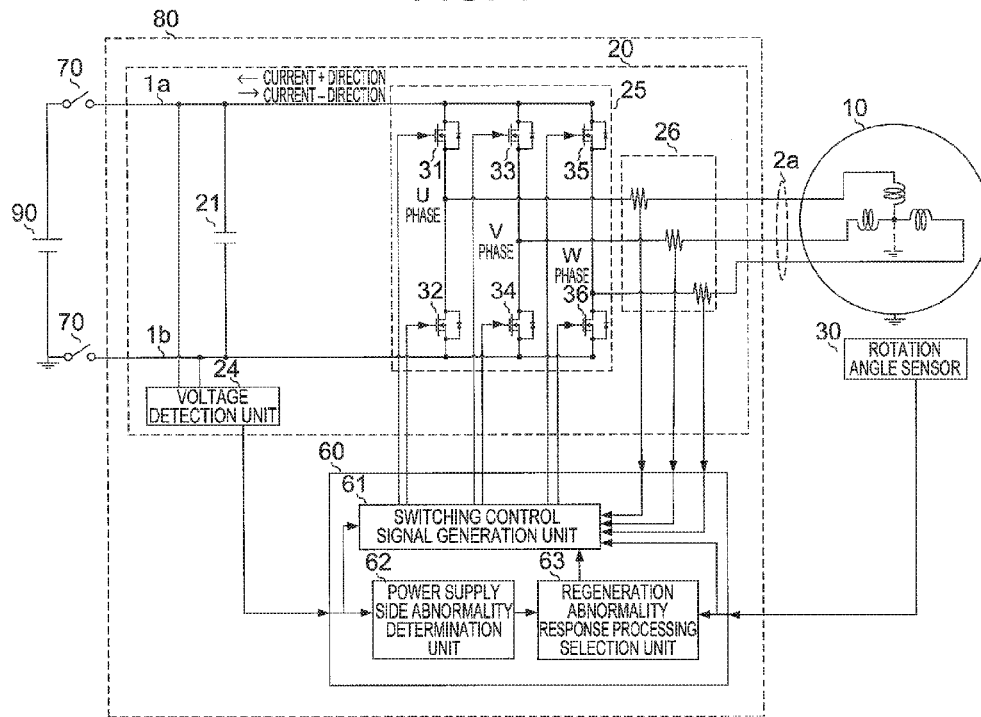 80
20
70
1a
← CURRENT + DIRECTION
→ CURRENT – DIRECTION
25
10
26
2a
31
33
35
U
PHASE
90
21
V
PHASE
W
PHASE
32
34
36
70
1b
24
VOLTAGE
DETECTION UNIT
30
ROTATION
ANGLE SENSOR
60
61
SWITCHING CONTROL
SIGNAL GENERATION UNIT
62
63
POWER SUPPLY
SIDE ABNORMALITY
DETERMINATION
UNIT
REGENERATION
ABNORMALITY
RESPONSE PROCESSING
SELECTION UNIT